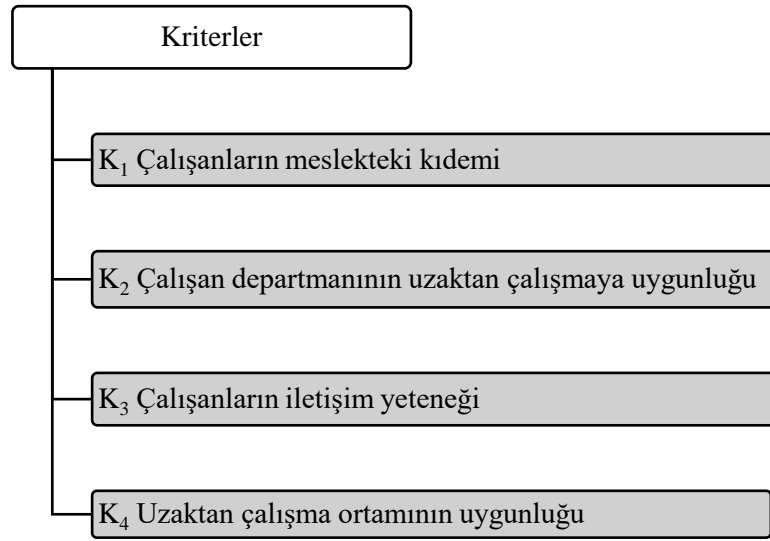 Kriterler
K₁ Çalışanların meslekteki kıdemi
K₂ Çalışan departmanının uzaktan çalışmaya uygunluğu
K₃ Çalışanların iletişim yeteneği
K₄ Uzaktan çalışma ortamının uygunluğu